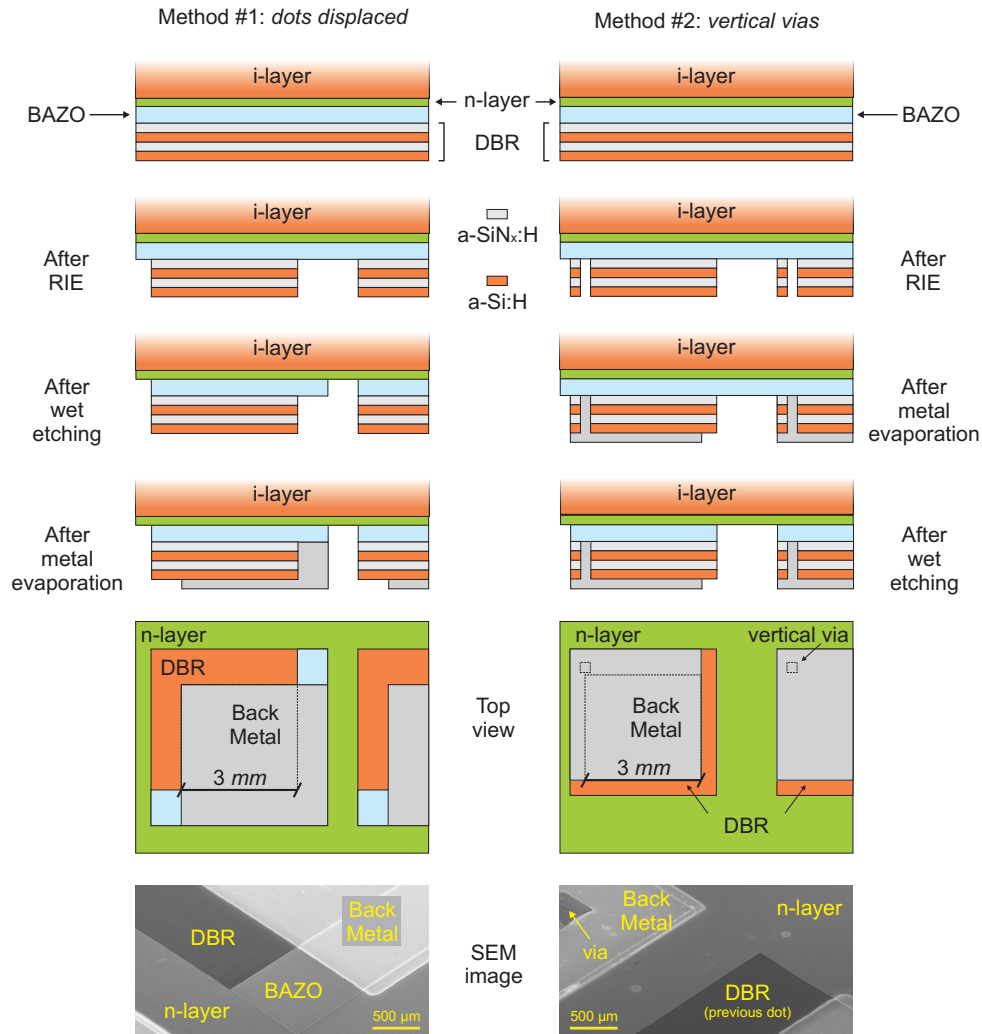 Method #1: dots displaced
Method #2: vertical vias
i-layer
i-layer
BAZO
n-layer
BAZO
DBR
i-layer
i-layer
After
RIE
a-SiNx:H
a-Si:H
After
RIE
i-layer
i-layer
After
wet
etching
After
metal
evaporation
i-layer
i-layer
After
metal
evaporation
After
wet
etching
n-layer
DBR
Back
Metal
3 mm
Top
view
n-layer
vertical via
Back
Metal
3 mm
DBR
DBR
Back
Metal
BAZO
n-layer
500 µm
SEM
image
Back
Metal
via
n-layer
DBR
(previous dot)
500 µm